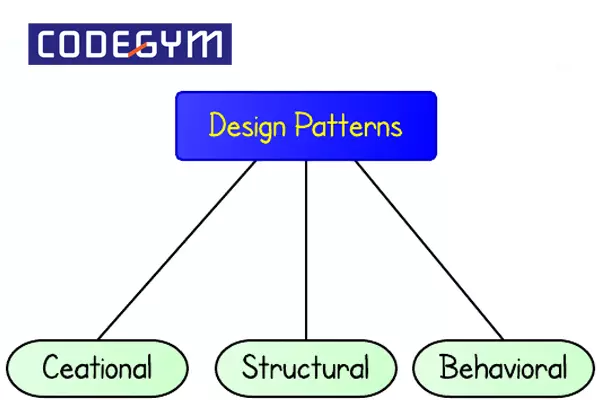 CODEGYM
Design Patterns
Ceational
Structural
Behavioral